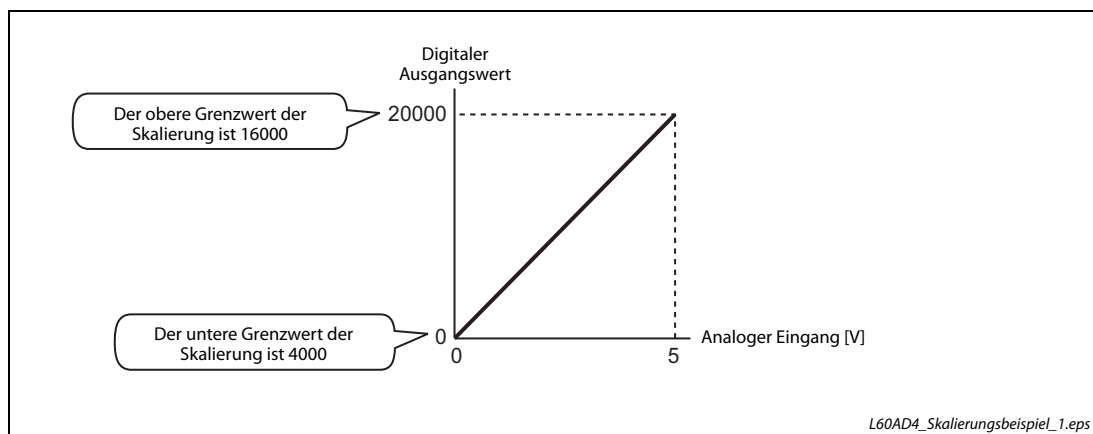 Digitaler
Ausgangswert
Der obere Grenzwert der
Skalierung ist 16000
20000
Der untere Grenzwert der
Skalierung ist 4000
0
Analoger Eingang [V]
0
5
L60AD4_Skalierungsbeispiel_1.eps